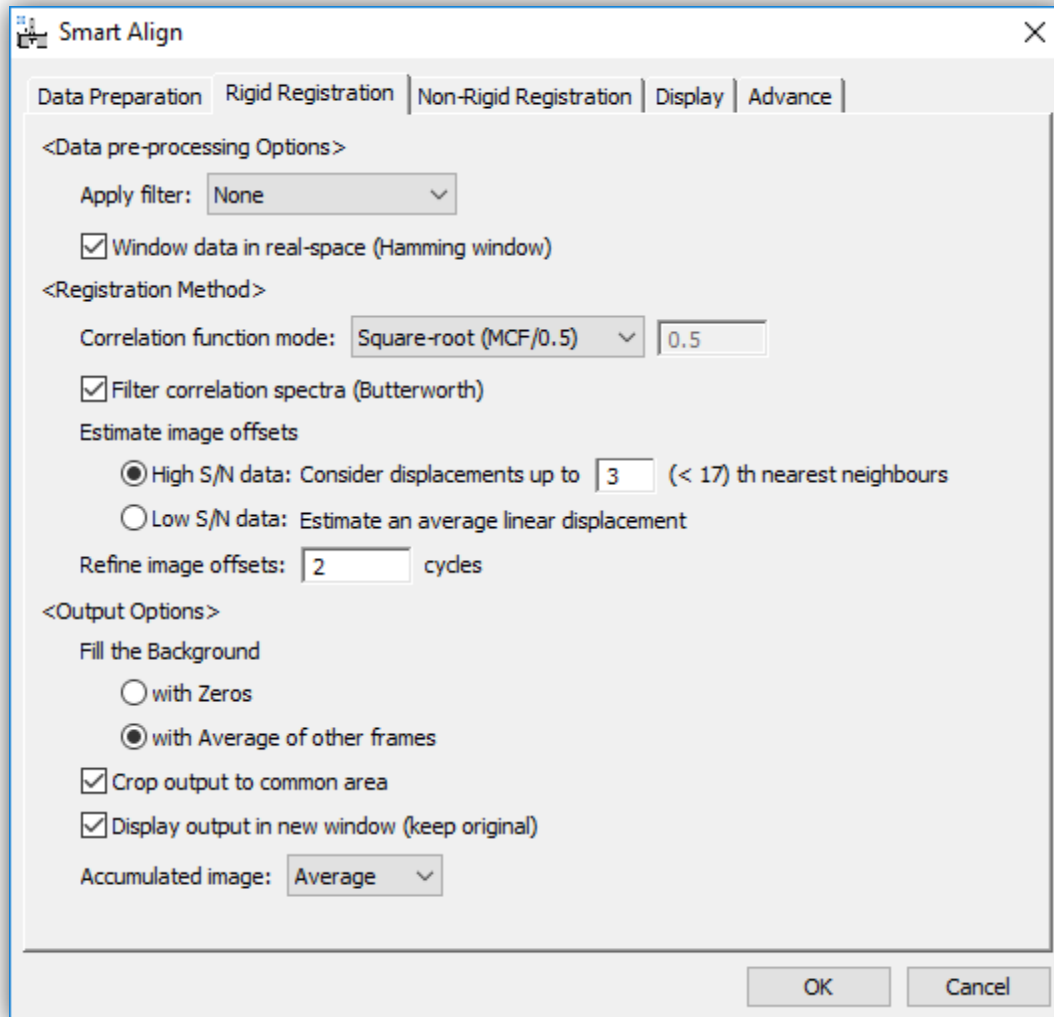 Smart Align
Data Preparation Rigid Registration Non-Rigid Registration Display Advance
<Data pre-processing Options>
Apply filter: None
Window data in real-space (Hamming window)
<Registration Method>
Correlation function mode: Square-root (MCF/0.5) 0.5
Filter correlation spectra (Butterworth)
Estimate image offsets
High S/N data: Consider displacements up to 3 (< 17) th nearest neighbours
Low S/N data: Estimate an average linear displacement
Refine image offsets: 2 cycles
<Output Options>
Fill the Background
with Zeros
with Average of other frames
Crop output to common area
Display output in new window (keep original)
Accumulated image: Average
OK Cancel